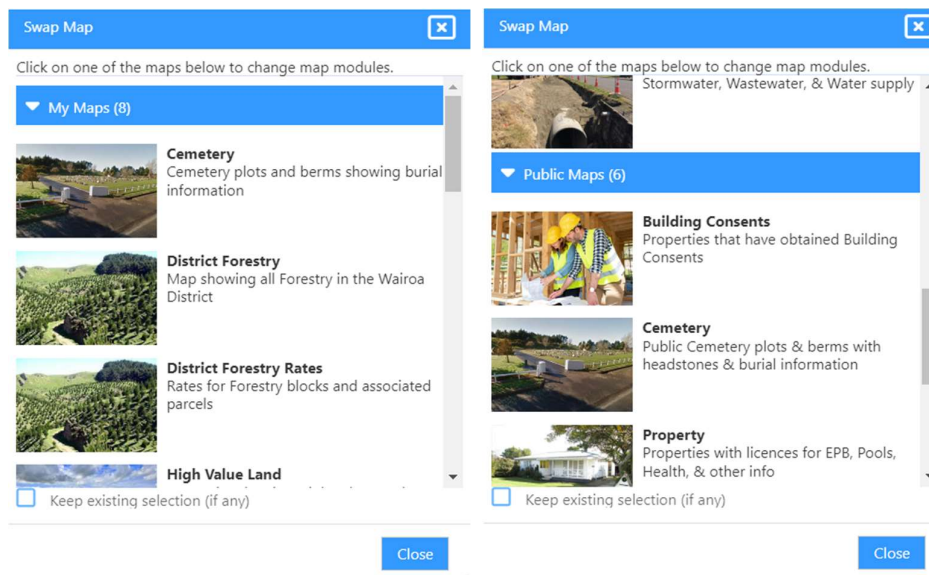 Swap Map
Click on one of the maps below to change map modules.
My Maps (8)
Cemetery
Cemetery plots and berms showing burial
information
District Forestry
Map showing all Forestry in the Wairoa
District
District Forestry Rates
Rates for Forestry blocks and associated
parcels
High Value Land
Keep existing selection (if any)
Close
Swap Map
Click on one of the maps below to change map modules.
Stormwater, Wastewater, & Water supply
Public Maps (6)
Building Consents
Properties that have obtained Building
Consents
Cemetery
Public Cemetery plots & berms with
headstones & burial information
Property
Properties with licences for EPB, Pools,
Health, & other info
Keep existing selection (if any)
Close